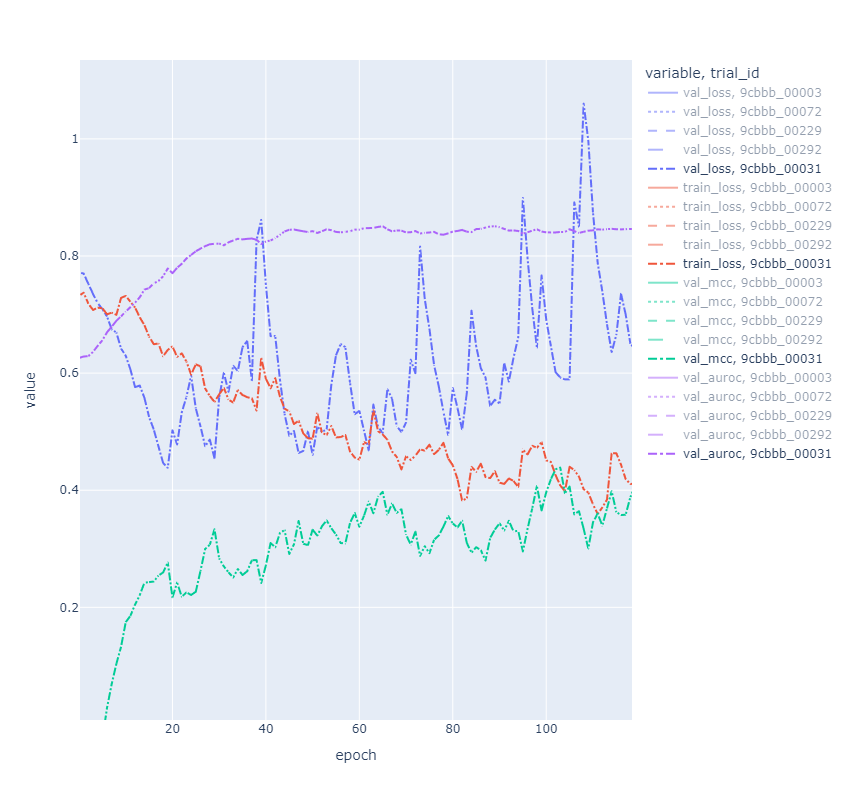 variable, trial_id
val_loss, 9cbbb_00003
val_loss, 9cbbb_00072
val_loss, 9cbbb_00229
val_loss, 9cbbb_00292
val_loss, 9cbbb_00031
train_loss, 9cbbb_00003
train_loss, 9cbbb_00072
train_loss, 9cbbb_00229
train_loss, 9cbbb_00292
train_loss, 9cbbb_00031
val_mcc, 9cbbb_00003
val_mcc, 9cbbb_00072
val_mcc, 9cbbb_00229
val_mcc, 9cbbb_00292
val_mcc, 9cbbb_00031
val_auroc, 9cbbb_00003
val_auroc, 9cbbb_00072
val_auroc, 9cbbb_00229
val_auroc, 9cbbb_00292
val_auroc, 9cbbb_00031
1
0.8
0.6
0.4
0.2
value
20 40 60 80 100
epoch